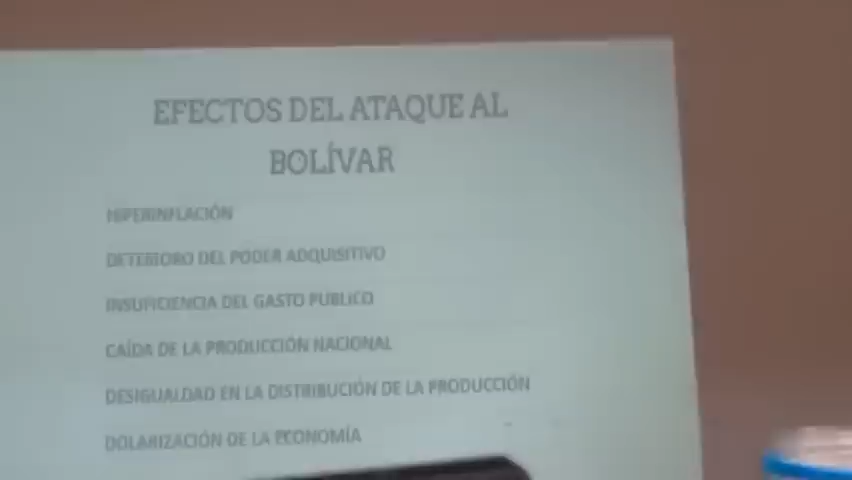 EFECTOS DEL ATAQUE AL
BOLÍVAR
HIPERINFLACIÓN
DETERIORO DEL PODER ADQUISITIVO
INSUFICIENCIA DEL GASTO PUBLICO
CAÍDA DE LA PRODUCCIÓN NACIONAL
DESIGUALDAD EN LA DISTRIBUCIÓN DE LA PRODUCCIÓN
DOLARIZACIÓN DE LA ECONOMÍA